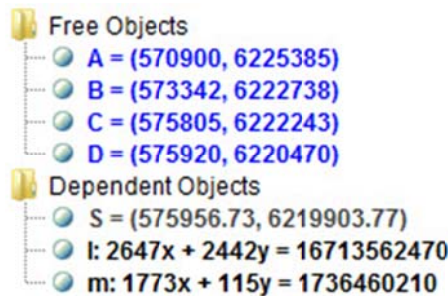 Free Objects
A = (570900, 6225385)
B = (573342, 6222738)
C = (575805, 6222243)
D = (575920, 6220470)
Dependent Objects
S = (575956.73, 6219903.77)
l: 2647x + 2442y = 16713562470
m: 1773x + 115y = 1736460210